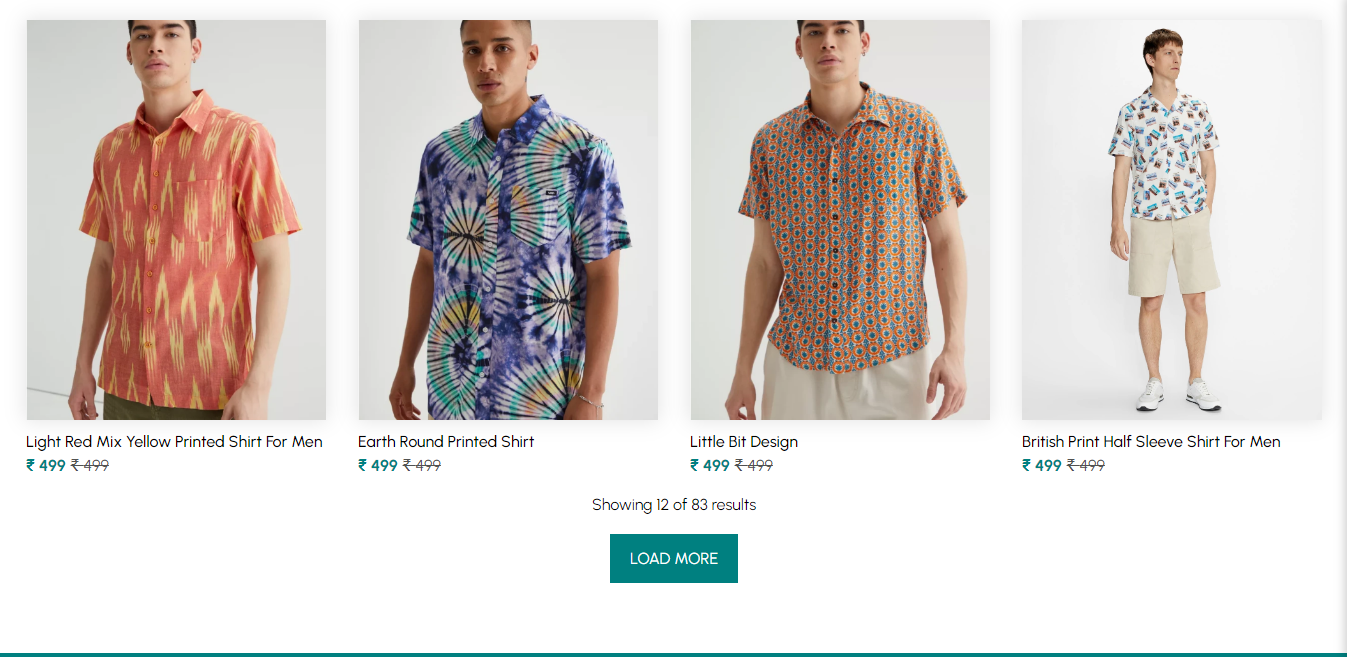 Light Red Mix Yellow Printed Shirt For Men
₹ 499 ₹ 499
Earth Round Printed Shirt
₹ 499 ₹ 499
Little Bit Design
₹ 499 ₹ 499
British Print Half Sleeve Shirt For Men
₹ 499 ₹ 499
Showing 12 of 83 results
LOAD MORE